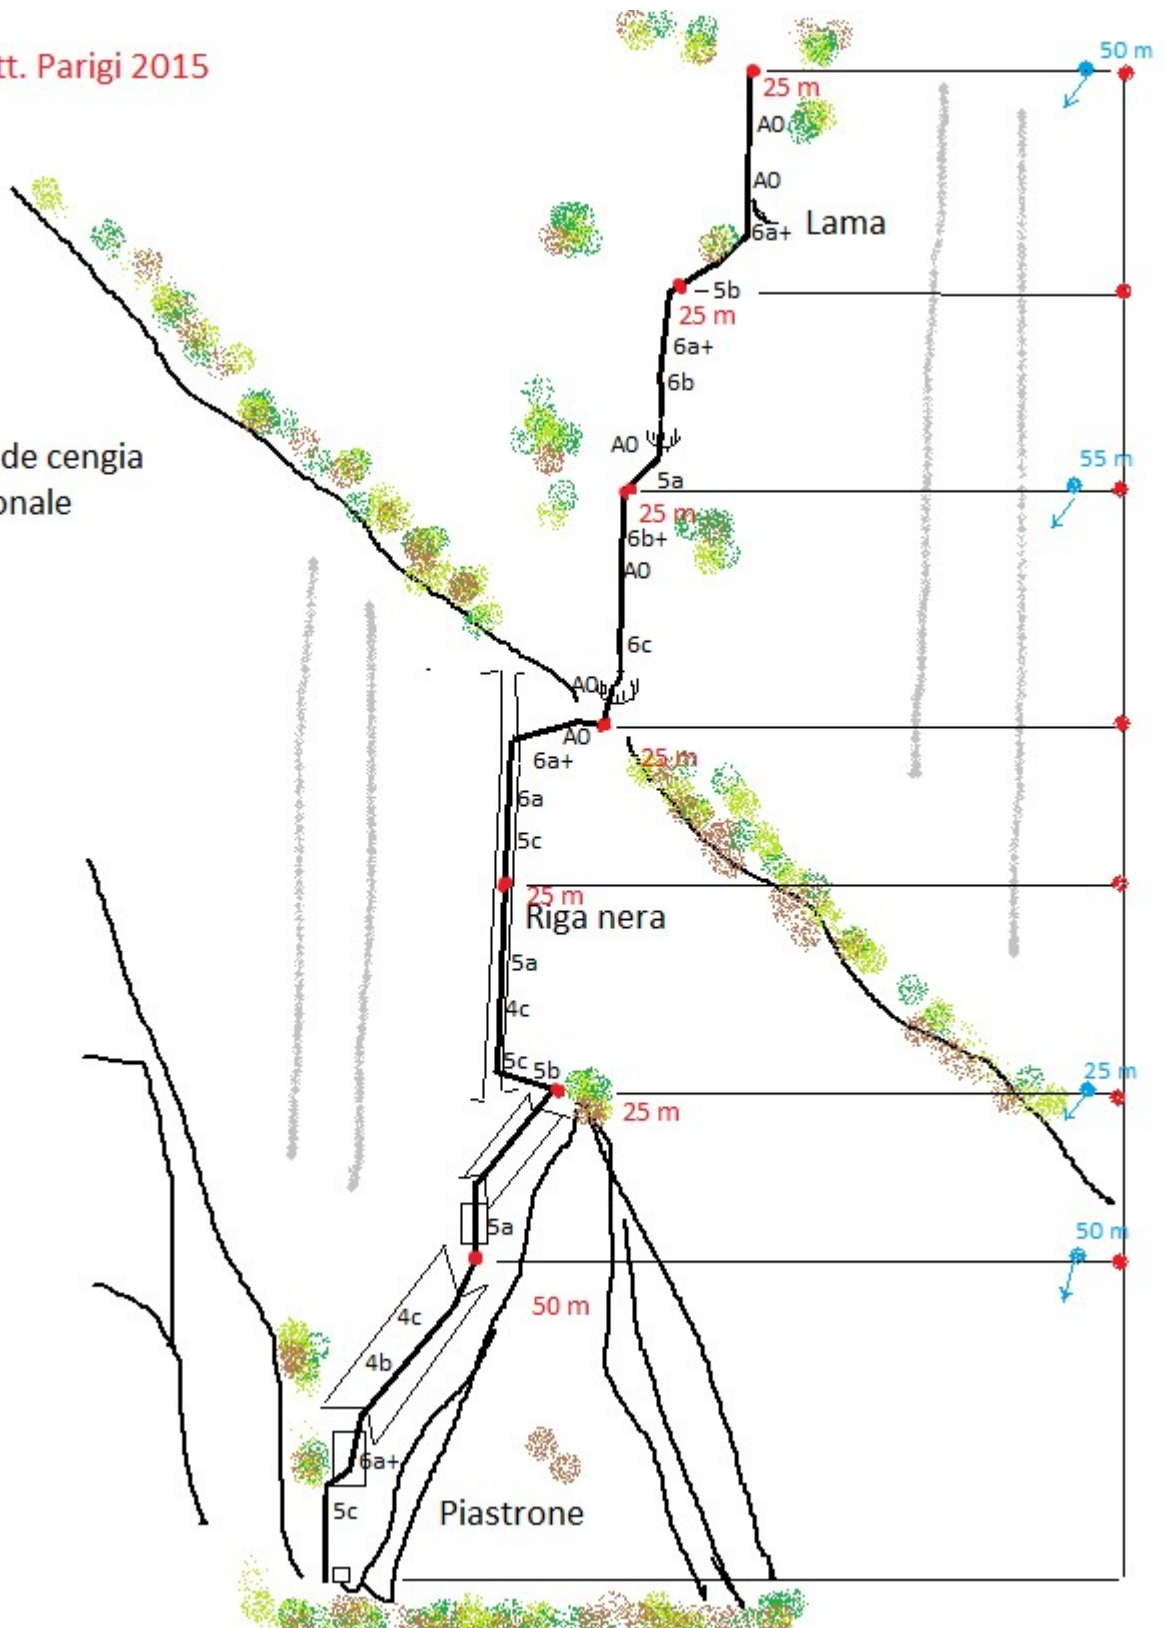 50 m
tt. Parigi 2015
25 m
A0
A0
6a+ Lama
5b
25 m
6a+
6b
A0
de cengia
onale
55 m
5a
25 m
6b+
A0
6c
A0
A0
6a+
25 m
6a
5c
25 m
Riga nera
5a
4c
5c
5b
25 m
25 m
5a
50 m
50 m
4c
4b
6a+
5c
Piastrone